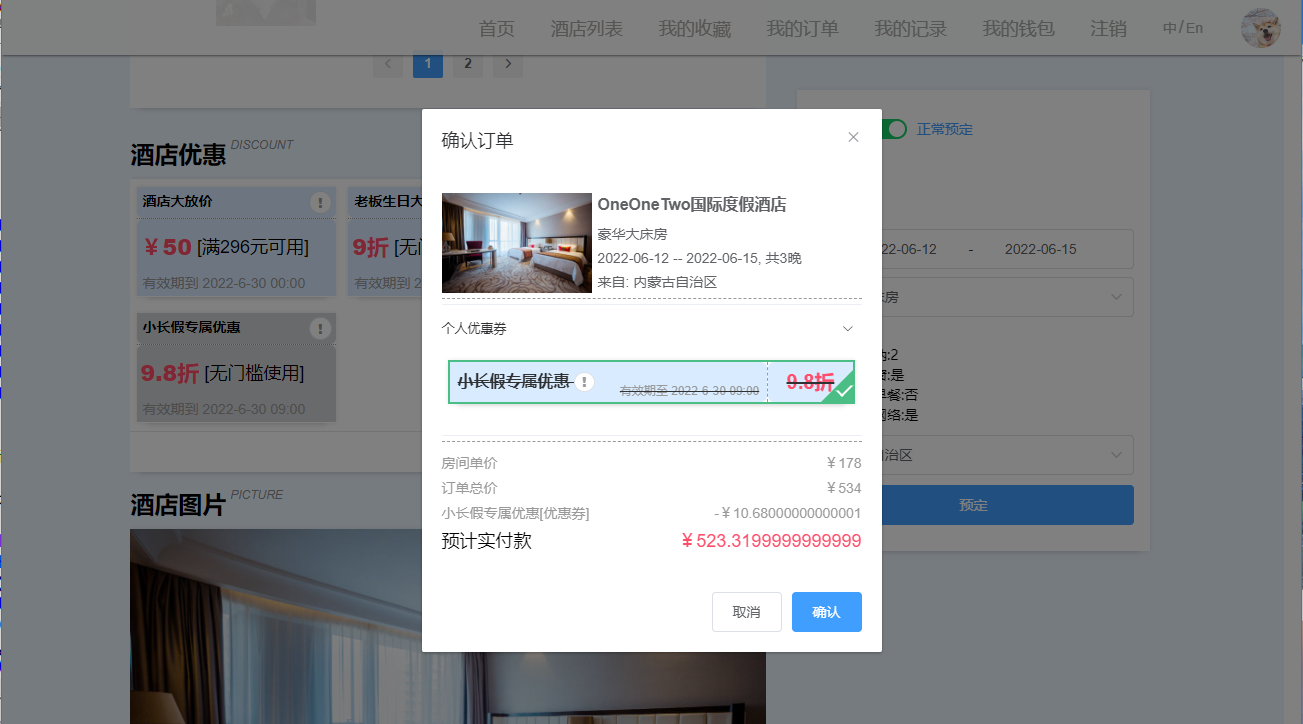 首页 酒店列表 我的收藏 我的订单 我的记录 我的钱包 注销 中/En
< 1 2 >
正常预定
酒店优惠 DISCOUNT
酒店大放价 !
老板生日大
￥50 [满296元可用]
9折 [无门
有效期到 2022-6-30 00:00
有效期到 2
小长假专属优惠 !
9.8折 [无门槛使用]
有效期到 2022-6-30 09:00
酒店图片 PICTURE
确认订单
OneOneTwo国际度假酒店
豪华大床房
2022-06-12 -- 2022-06-15, 共3晚
来自: 内蒙古自治区
个人优惠券
小长假专属优惠 !
有效期至 2022-6-30 09:00
9.8折
房间单价 ￥178
订单总价 ￥534
小长假专属优惠[优惠券] -￥10.68000000000001
预计实付款 ￥523.3199999999999
取消 确认
22-06-12 - 2022-06-15
房
:2
:是
早餐:否
网络:是
治区
预定